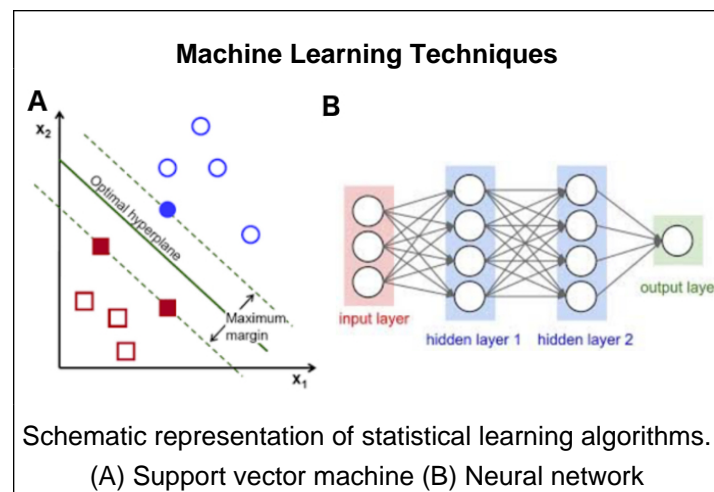 Machine Learning Techniques
A
B
x2
Optimal hyperplane
Maximum.
margin
x1
input layer
hidden layer 1
hidden layer 2
output laye
Schematic representation of statistical learning algorithms.
(A) Support vector machine (B) Neural network